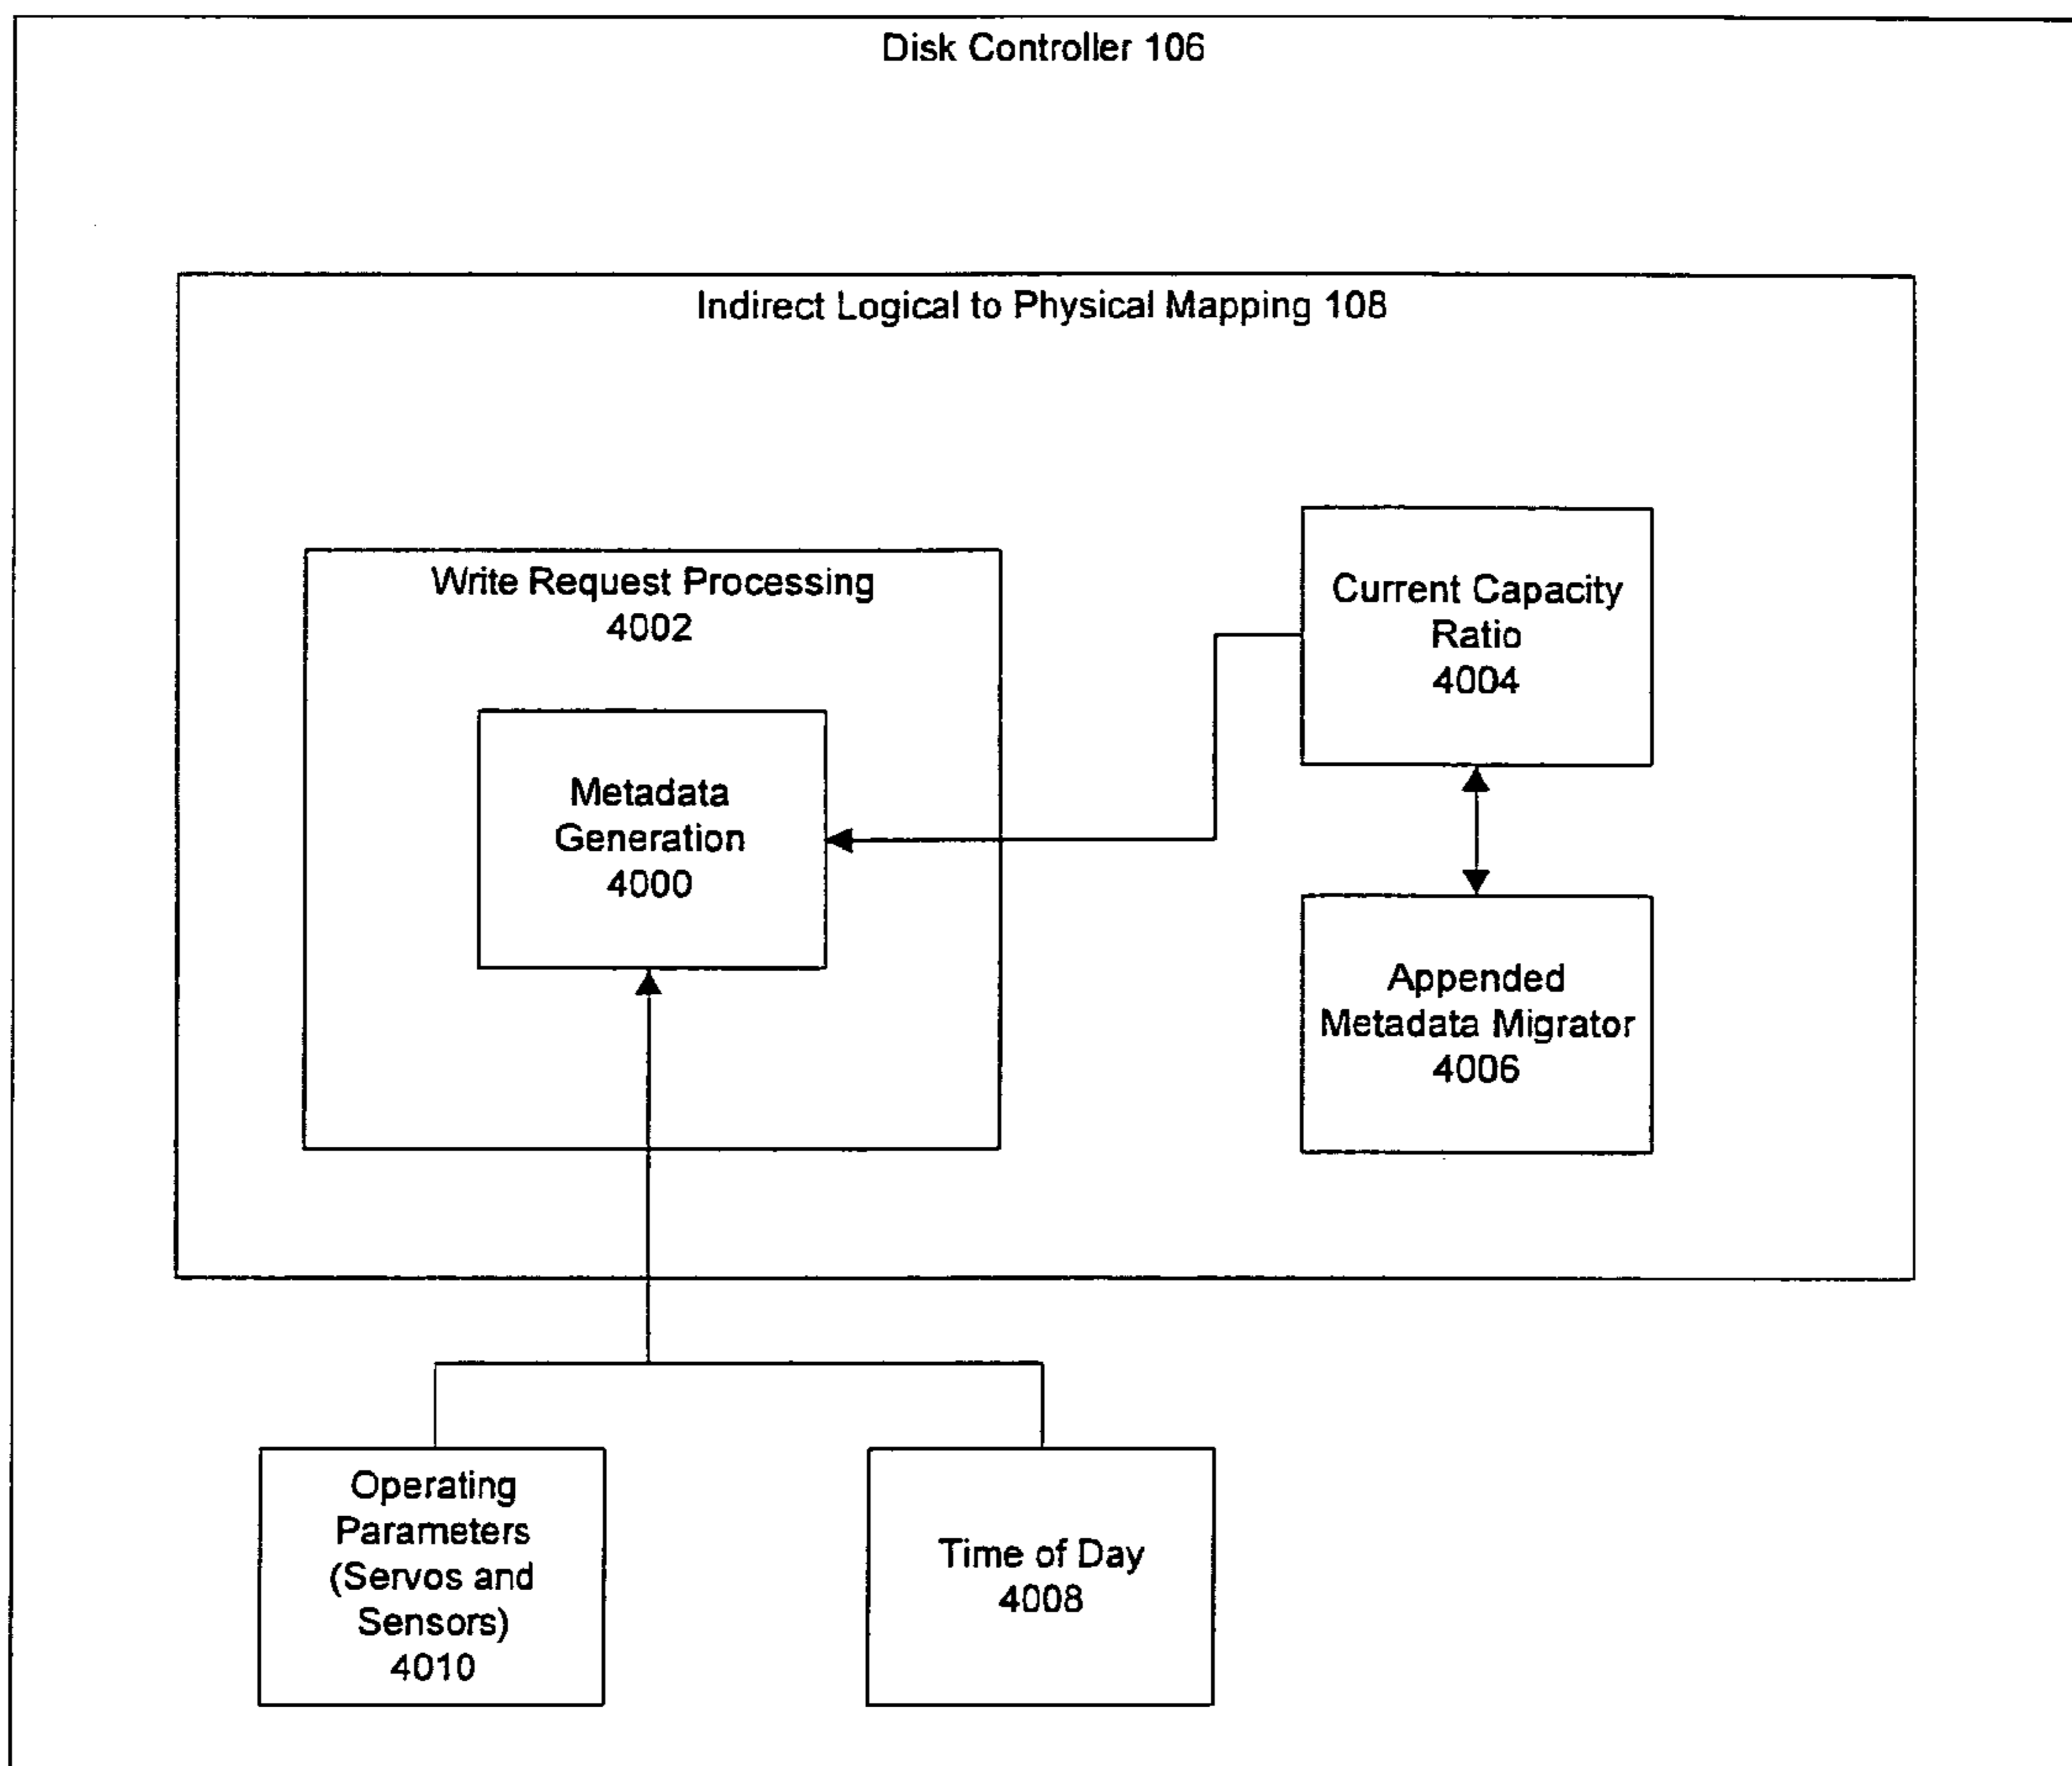 Disk Controller 106
Indirect Logical to Physical Mapping 108
Write Request Processing
4002
Metadata
Generation
4000
Current Capacity
Ratio
4004
Appended
Metadata Migrator
4006
Operating
Parameters
(Servos and
Sensors)
4010
Time of Day
4008